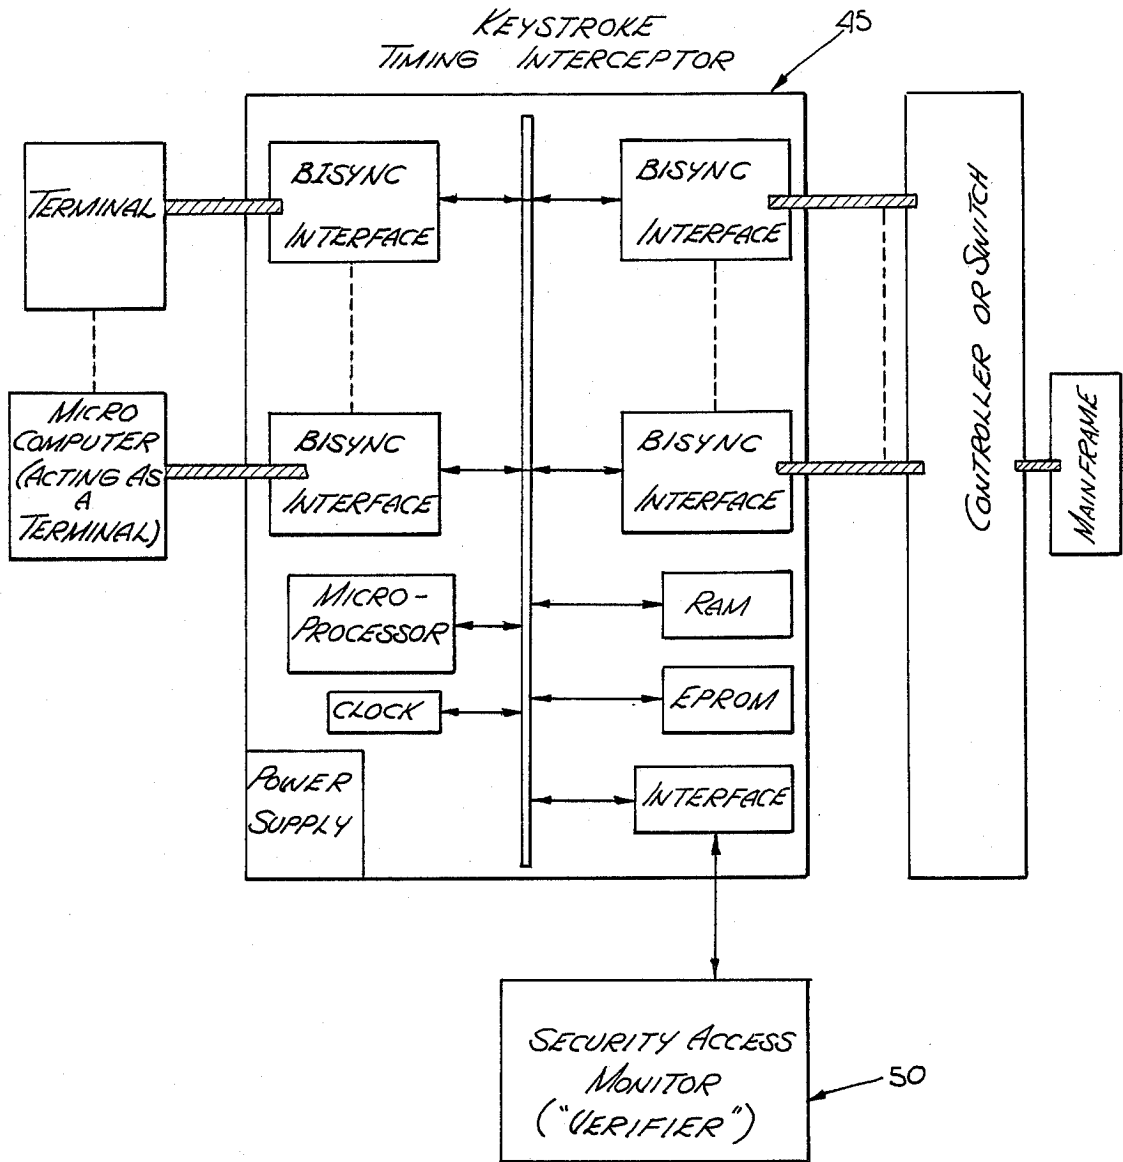 KEYSTROKE
TIMING INTERCEPTOR
45
TERMINAL
BISYNC
INTERFACE
BISYNC
INTERFACE
CONTROLLER OR SWITCH
MAINFRAME
MICRO
COMPUTER
(ACTING AS
A
TERMINAL)
BISYNC
INTERFACE
BISYNC
INTERFACE
MICRO-
PROCESSOR
RAM
CLOCK
EPROM
POWER
SUPPLY
INTERFACE
SECURITY ACCESS
MONITOR
("VERIFIER")
50